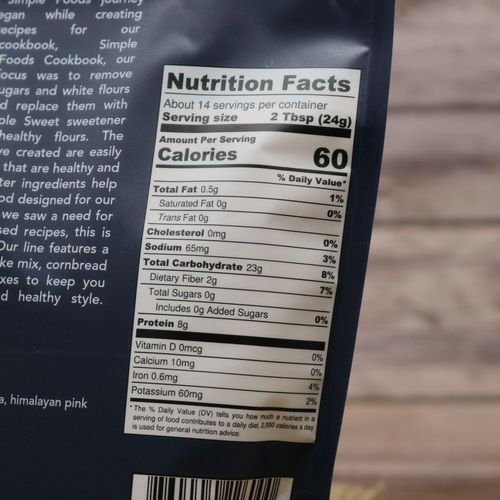 Simple Foods journey
egan while creating
ecipes for our
cookbook, Simple
Foods Cookbook, our
focus was to remove
ugars and white flours
d replace them with
ole Sweet sweetener
healthy flours. The
ve created are easily
that are healthy and
ter ingredients help
od designed for our
we saw a need for
sed recipes, this is
Our line features a
ke mix, cornbread
xes to keep you
d healthy style.
a, himalayan pink
Nutrition Facts
About 14 servings per container
Serving size 2 Tbsp (24g)
Amount Per Serving
Calories 60
% Daily Value*
Total Fat 0.5g 1%
Saturated Fat 0g 0%
Trans Fat 0g
Cholesterol 0mg 0%
Sodium 65mg 3%
Total Carbohydrate 23g 8%
Dietary Fiber 2g 7%
Total Sugars 0g
Includes 0g Added Sugars 0%
Protein 8g
Vitamin D 0mcg 0%
Calcium 10mg 0%
Iron 0.6mg 4%
Potassium 60mg 2%
* The % Daily Value (DV) tells you how much a nutrient in a
serving of food contributes to a daily diet. 2,000 calories a day
is used for general nutrition advice.